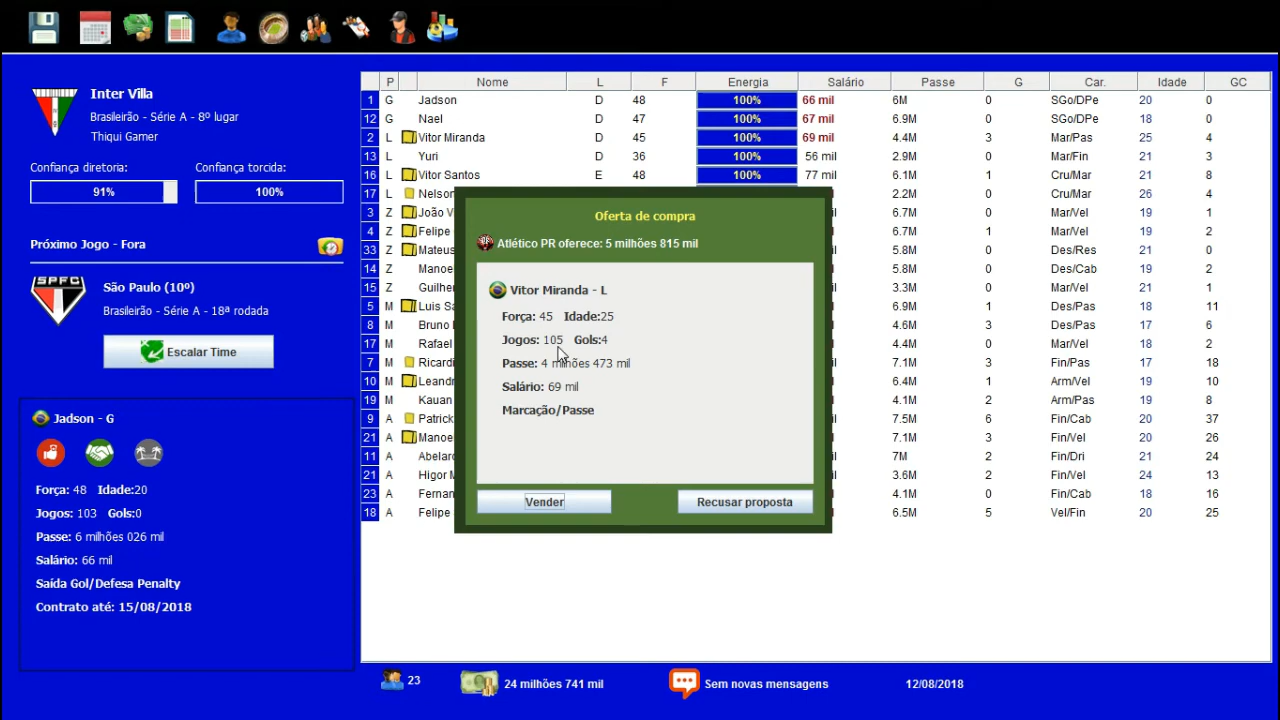 Inter Villa
Brasileirão - Série A - 8º lugar
Thiqui Gamer
Confiança diretoria: Confiança torcida:
91% 100%
Próximo Jogo - Fora
SPFC
São Paulo (10º)
Brasileirão - Série A - 18ª rodada
Escalar Time
Jadson - G
Força: 48 Idade:20
Jogos: 103 Gols:0
Passe: 6 milhões 026 mil
Salário: 66 mil
Saída Gol/Defesa Penalty
Contrato até: 15/08/2018
P Nome L F Energia Salário Passe G Car. Idade GC
1 G Jadson D 48 100% 66 mil 6M 0 SGo/DPe 20 0
12 G Nael D 47 100% 67 mil 6.9M 0 SGo/DPe 18 0
2 L Vitor Miranda D 45 100% 69 mil 4.4M 3 Mar/Pas 25 4
13 L Yuri D 36 100% 56 mil 2.9M 0 Mar/Fin 21 3
16 L Vitor Santos E 48 100% 77 mil 6.1M 1 Cru/Mar 21 8
17 L Nelson 2.2M 0 Cru/Mar 26 4
3 Z João V 6.7M 1 Mar/Vel 19 1
4 Z Felipe 6.7M 1 Mar/Vel 19 2
33 Z Mateus 5.8M 0 Des/Res 21 0
14 Z Manoe 5.8M 0 Des/Cab 19 2
15 Z Guilhe 3.3M 0 Mar/Vel 21 1
5 M Luis Sa 6.9M 1 Des/Pas 18 11
8 M Bruno 4.6M 3 Des/Pas 17 6
17 M Rafael 4.4M 0 Mar/Vel 18 2
7 M Ricardi 7.1M 3 Fin/Pas 17 18
10 M Leandr 6.4M 1 Arm/Vel 19 10
19 M Kauan 4.1M 2 Arm/Pas 19 8
9 A Patrick 7.5M 6 Fin/Cab 20 37
21 A Manoe 7.1M 3 Fin/Vel 20 26
11 A Abelar 7M 2 Fin/Dri 21 24
21 A Higor M 3.6M 2 Fin/Vel 24 13
23 A Fernan 4.1M 0 Fin/Cab 18 16
18 A Felipe 6.5M 5 Vel/Fin 20 25
Oferta de compra
Atlético PR oferece: 5 milhões 815 mil
Vitor Miranda - L
Força: 45 Idade:25
Jogos: 105 Gols:4
Passe: 4 milhões 473 mil
Salário: 69 mil
Marcação/Passe
Vender Recusar proposta
23 24 milhões 741 mil Sem novas mensagens 12/08/2018